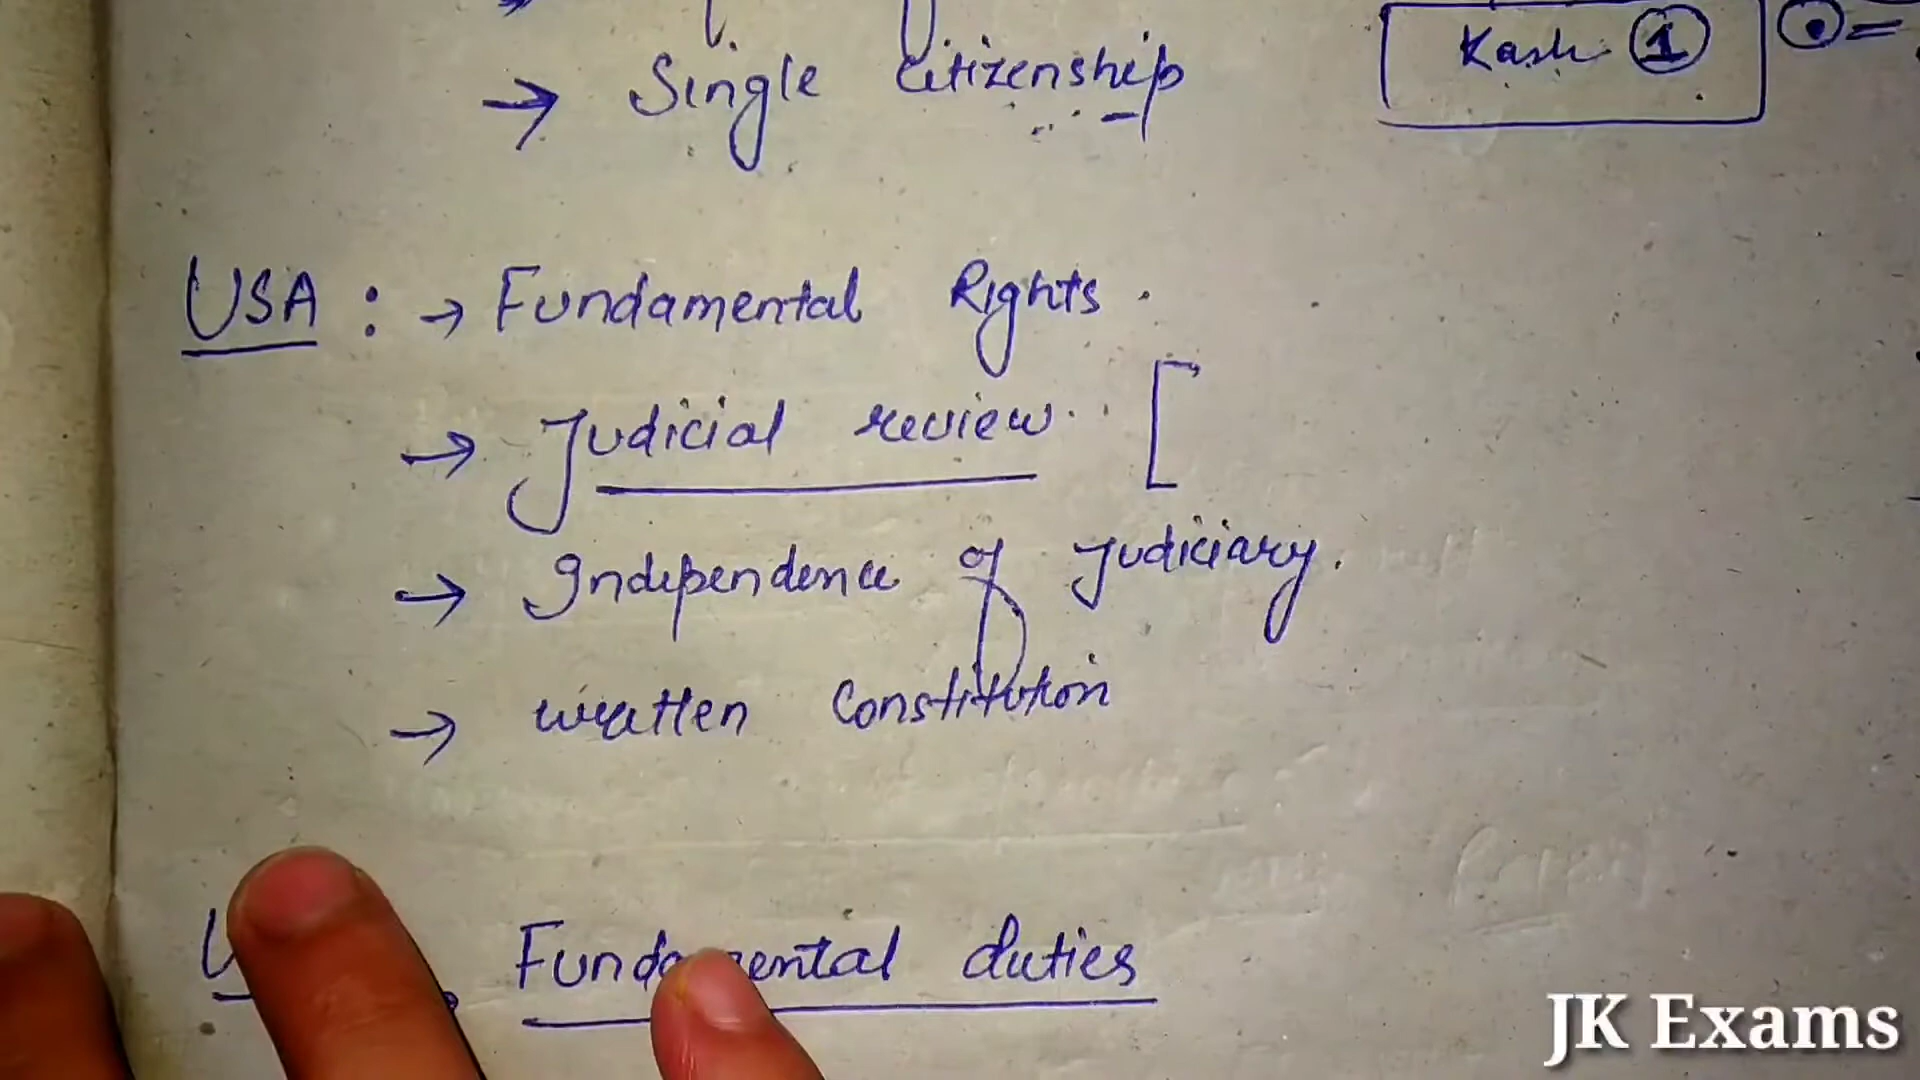 → Single Citizenship
Kash ①
USA : → Fundamental Rights.
→ Judicial review. [
→ Independence of Judiciary.
→ written Constitution
Fundamental duties
JK Exams